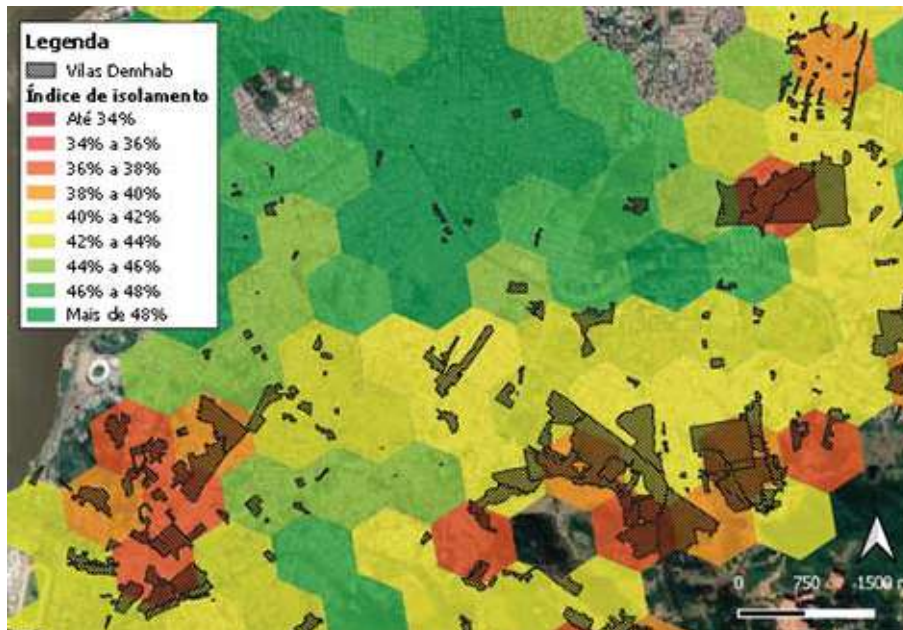 Legenda
Vilas Demhab
Índice de isolamento
Até 34%
34% a 36%
36% a 38%
38% a 40%
40% a 42%
42% a 44%
44% a 46%
46% a 48%
Mais de 48%
0 750 1500 m